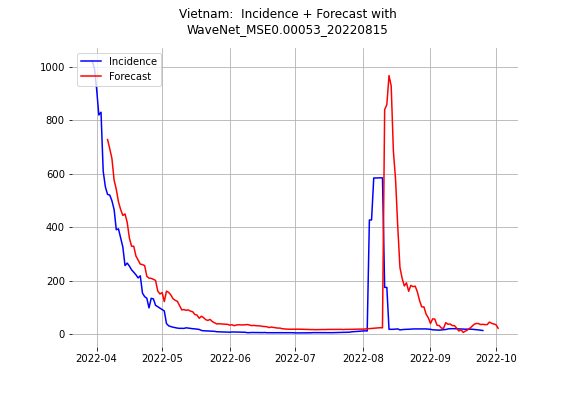 Vietnam:  Incidence + Forecast with
WaveNet_MSE0.00053_20220815
Incidence
Forecast
1000
800
600
400
200
0
2022-04 2022-05 2022-06 2022-07 2022-08 2022-09 2022-10